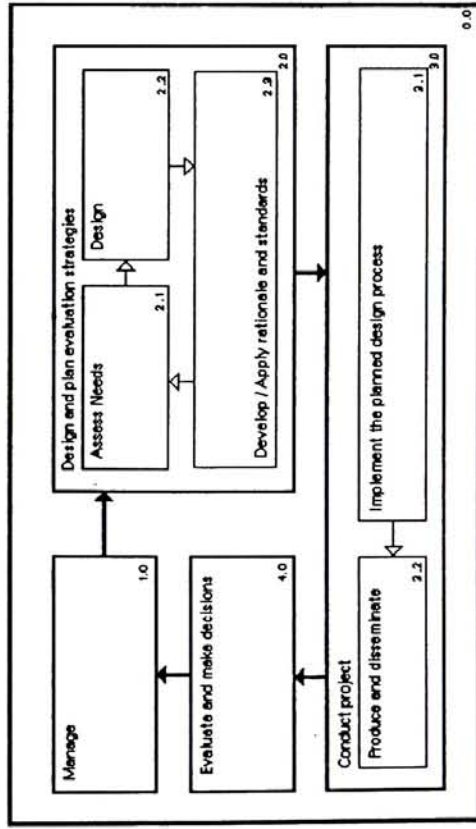 Manage
1.0
Design and plan evaluation strategies
Assess Needs
2.1
Design
2.2
Develop / Apply rationale and standards
2.3
2.0
Evaluate and make decisions
4.0
Conduct project
Produce and disseminate
3.2
Implement the planned design process
3.1
3.0
0.0